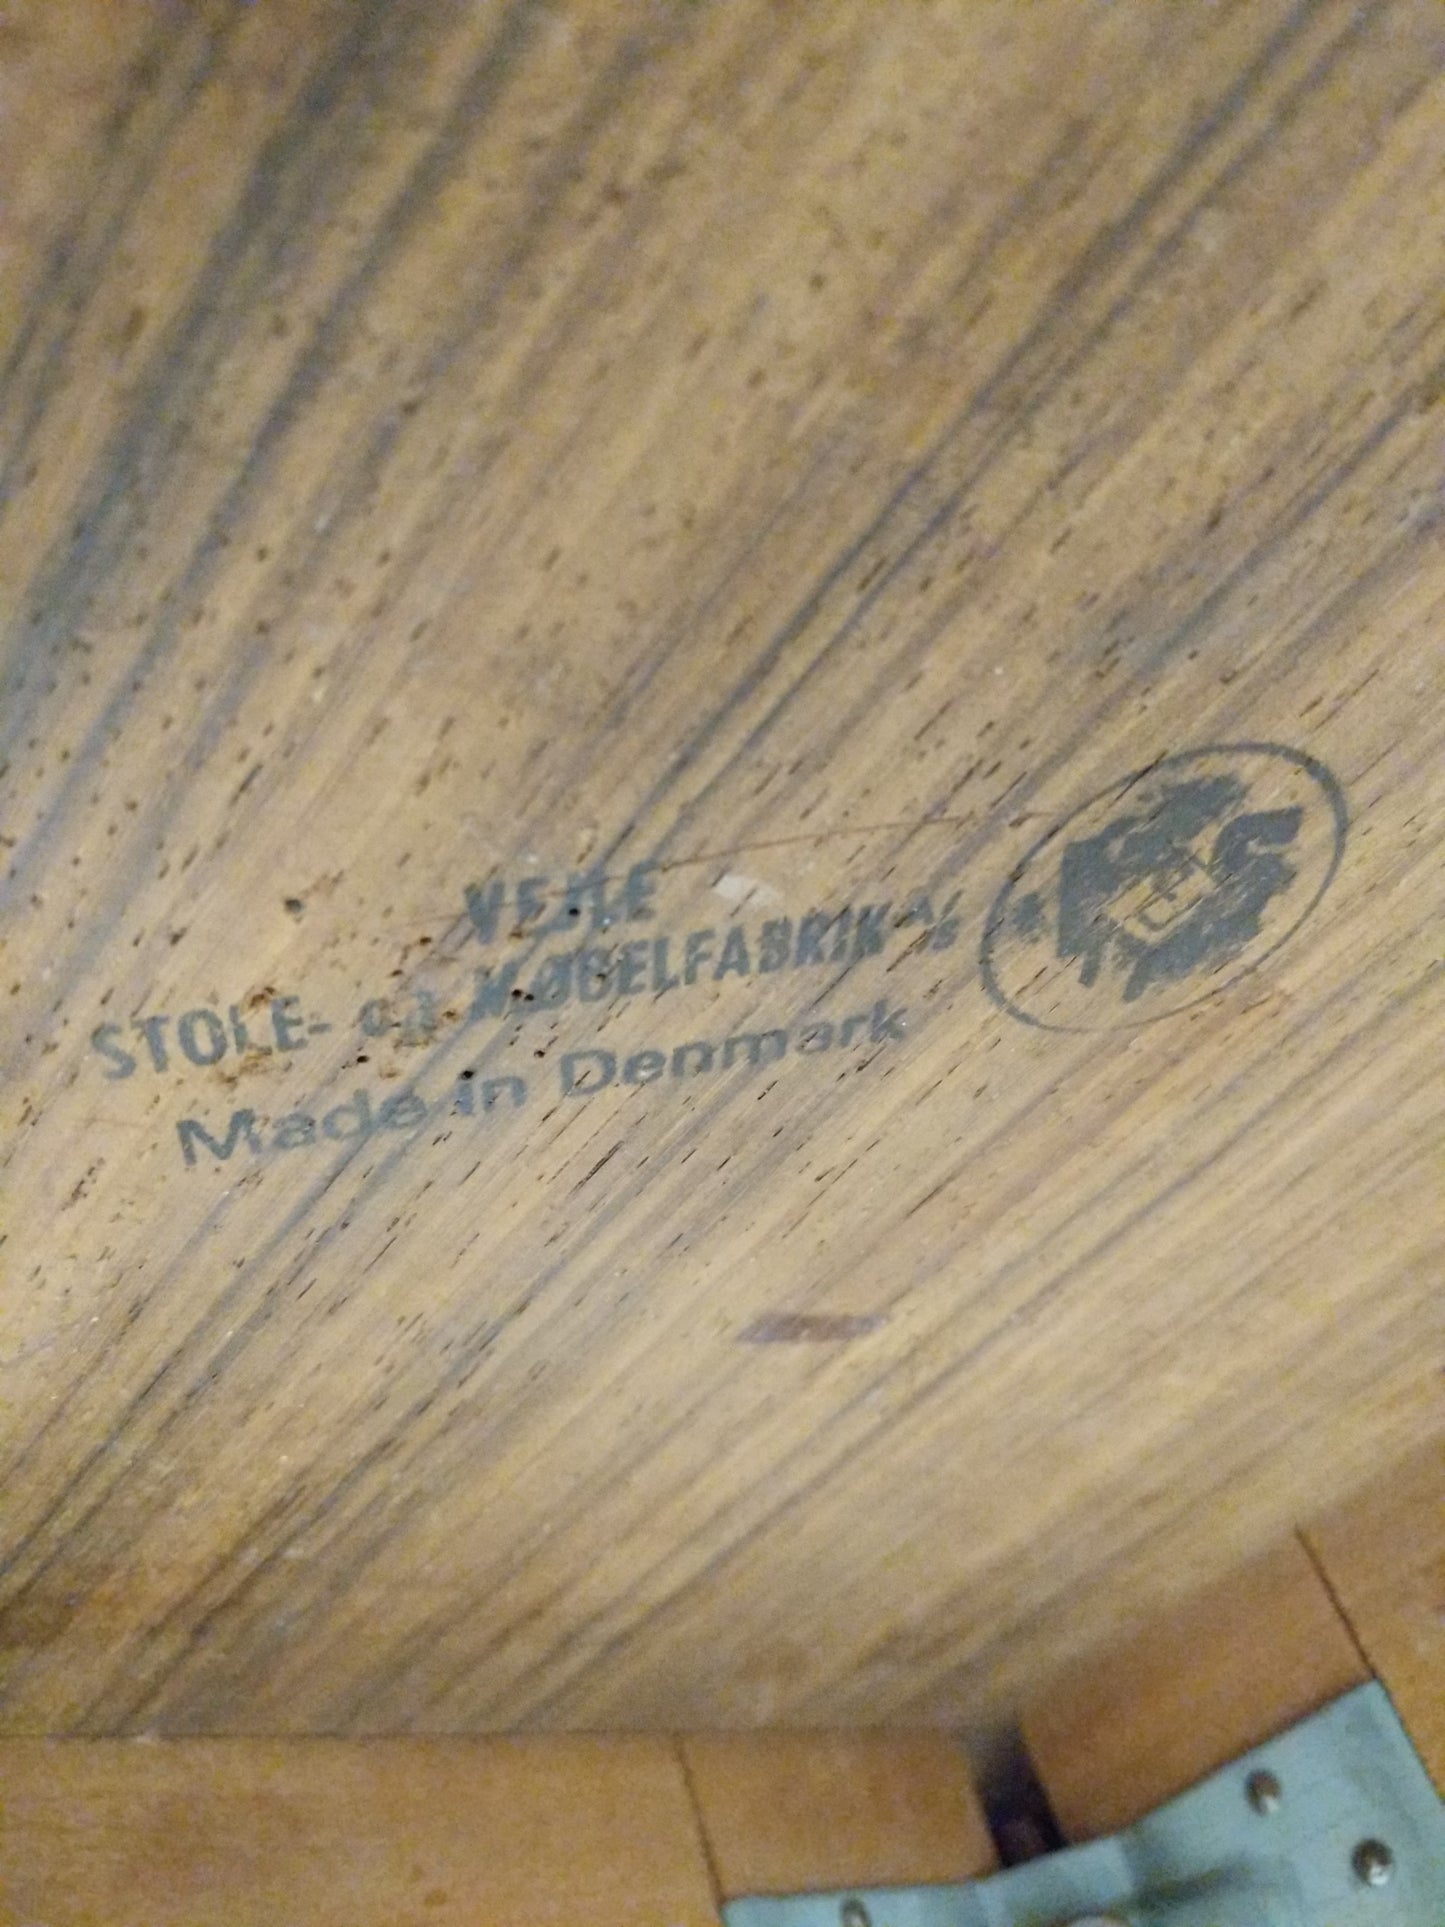 VEJLE
STOLE- OG MØBELFABRIK A/S
Made in Denmark